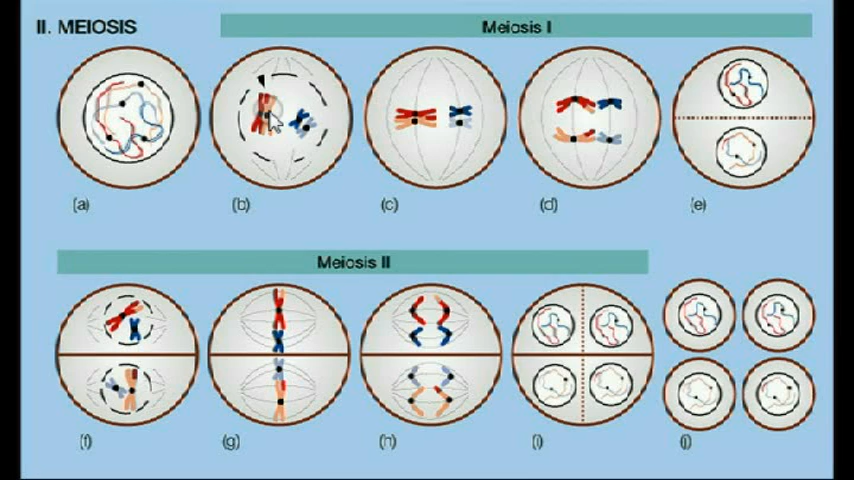 II. MEIOSIS
Meiosis I
(a) (b) (c) (d) (e)
Meiosis II
(f) (g) (h) (i) (j)